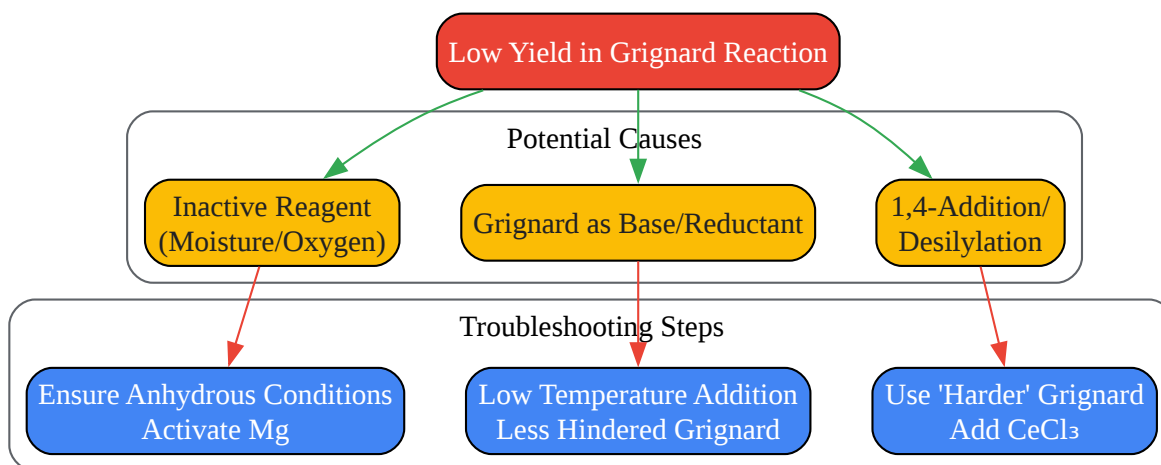 Low Yield in Grignard Reaction
Potential Causes
Inactive Reagent
(Moisture/Oxygen)
Grignard as Base/Reductant
1,4-Addition/
Desilylation
Troubleshooting Steps
Ensure Anhydrous Conditions
Activate Mg
Low Temperature Addition
Less Hindered Grignard
Use 'Harder' Grignard
Add CeCl₃